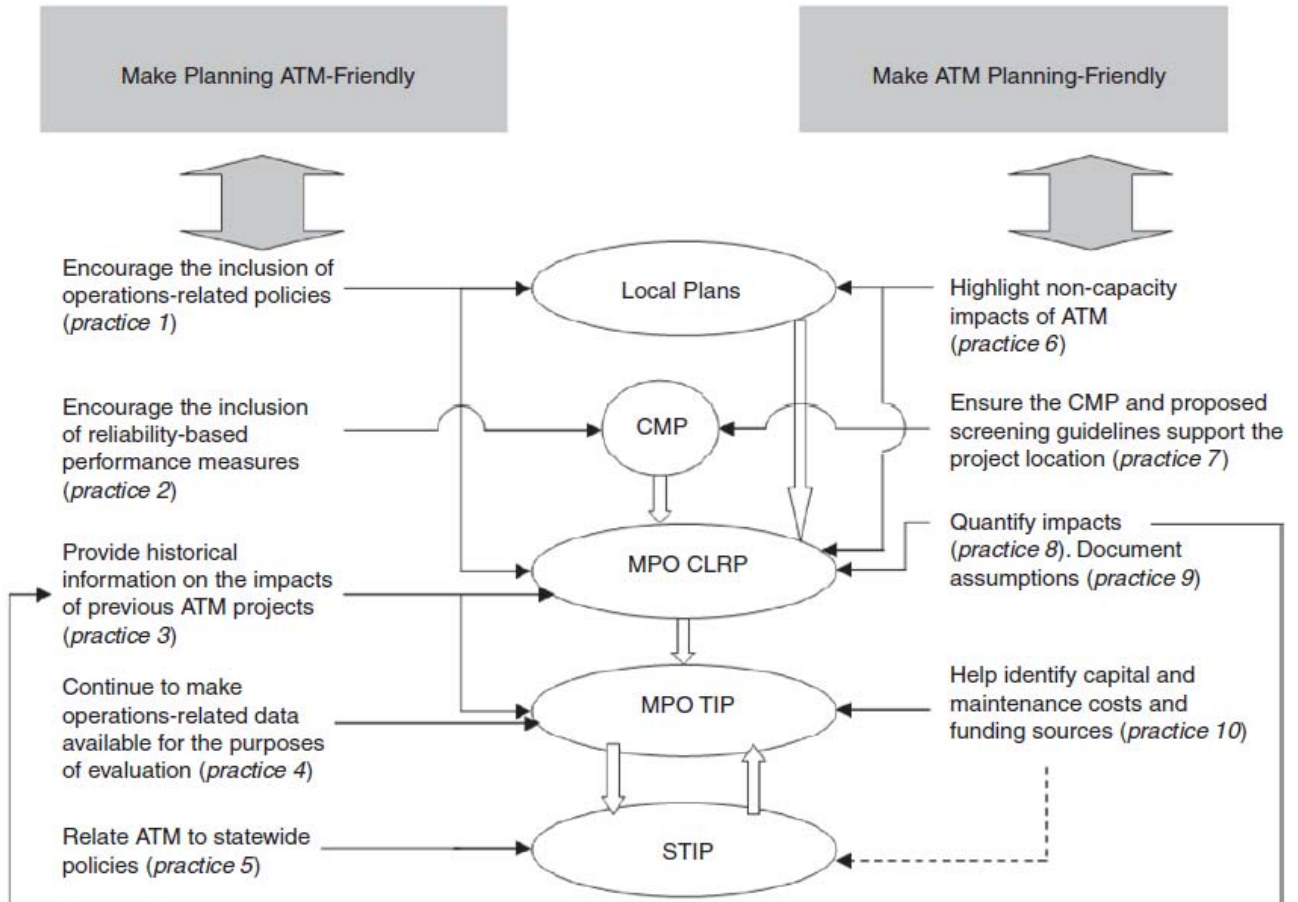 Make Planning ATM-Friendly
Make ATM Planning-Friendly
Encourage the inclusion of
operations-related policies
(practice 1)
Encourage the inclusion
of reliability-based
performance measures
(practice 2)
Provide historical
information on the impacts
of previous ATM projects
(practice 3)
Continue to make
operations-related data
available for the purposes
of evaluation (practice 4)
Relate ATM to statewide
policies (practice 5)
Local Plans
CMP
MPO CLRP
MPO TIP
STIP
Highlight non-capacity
impacts of ATM
(practice 6)
Ensure the CMP and proposed
screening guidelines support the
project location (practice 7)
Quantify impacts
(practice 8). Document
assumptions (practice 9)
Help identify capital and
maintenance costs and
funding sources (practice 10)